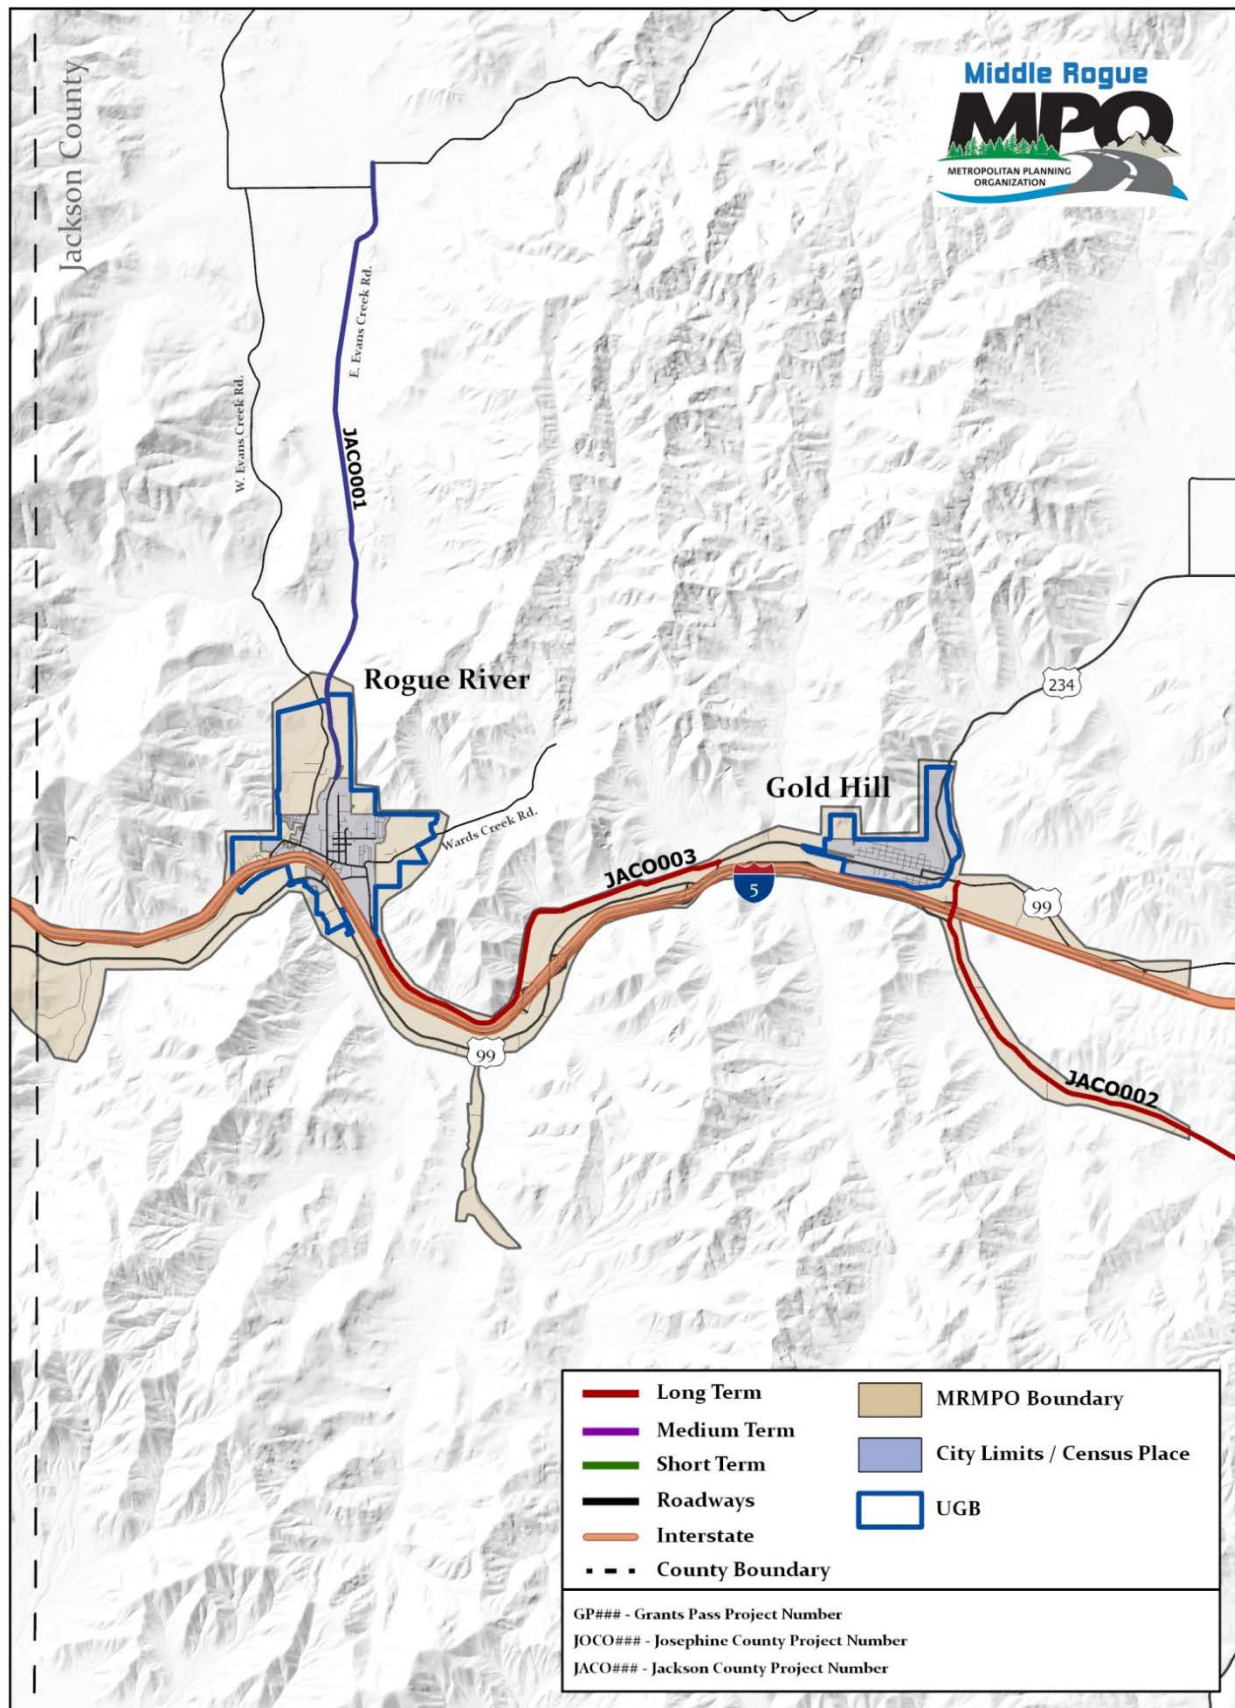 Jackson County
Middle Rogue
MPO
METROPOLITAN PLANNING
ORGANIZATION
W. Evans Creek Rd.
E. Evans Creek Rd.
JACO001
Rogue River
234
Gold Hill
Wards Creek Rd.
JACO003
5
99
99
JACO002
Long Term
Medium Term
Short Term
Roadways
Interstate
County Boundary
MRMPO Boundary
City Limits / Census Place
UGB
GP### - Grants Pass Project Number
JOCO### - Josephine County Project Number
JACO### - Jackson County Project Number